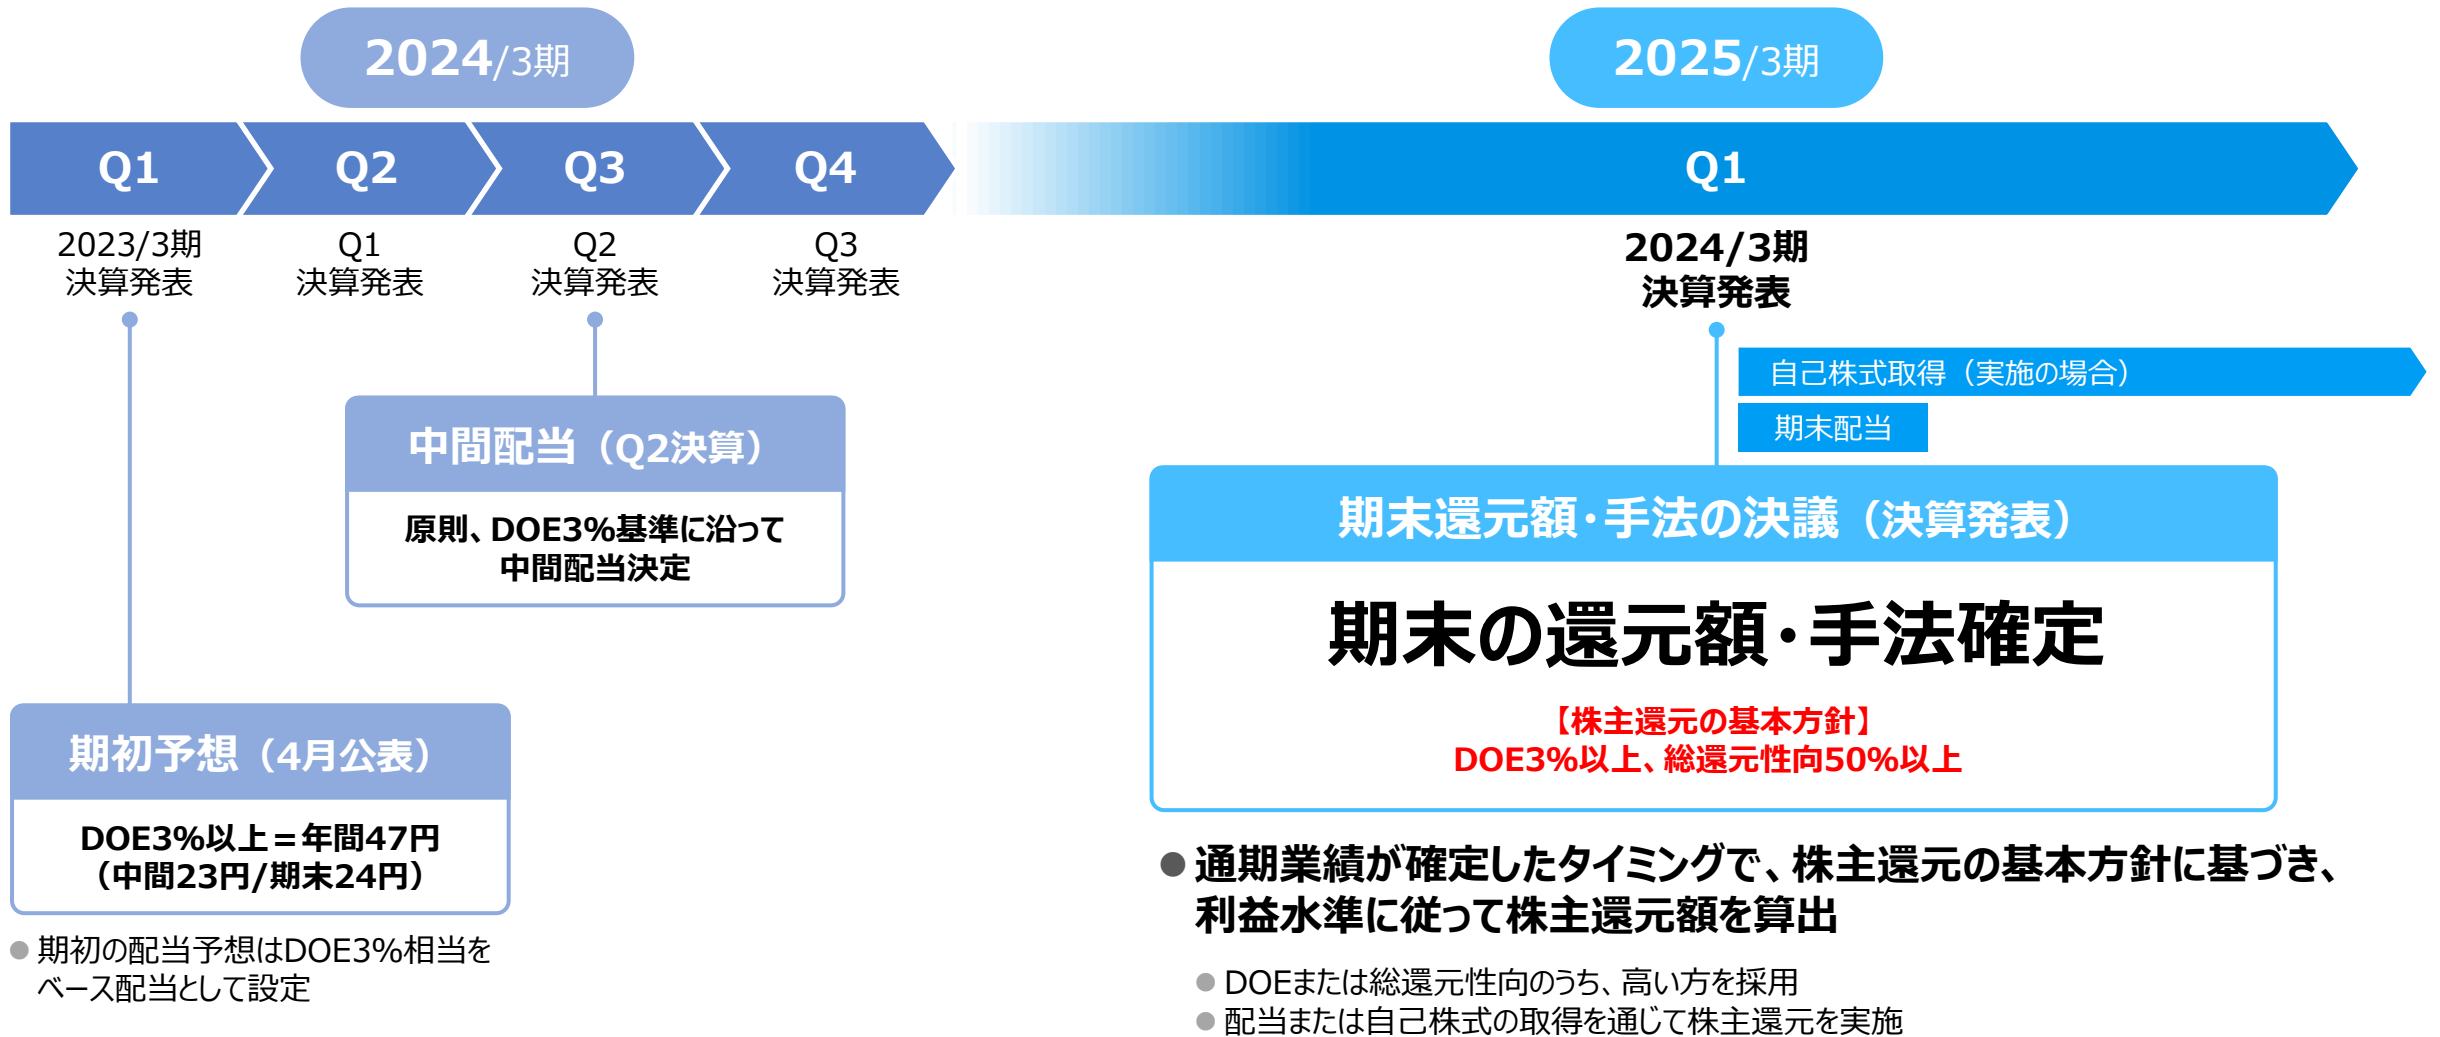 2024/3期
2025/3期
Q1
Q2
Q3
Q4
Q1
2023/3期
決算発表
Q1
決算発表
Q2
決算発表
Q3
決算発表
2024/3期
決算発表
自己株式取得（実施の場合）
期末配当
中間配当（Q2決算）
原則、DOE3%基準に沿って
中間配当決定
期初予想（4月公表）
DOE3%以上＝年間47円
（中間23円/期末24円）
期初の配当予想はDOE3%相当を
ベース配当として設定
期末還元額・手法の決議（決算発表）
期末の還元額・手法確定
【株主還元の基本方針】
DOE3%以上、総還元性向50%以上
通期業績が確定したタイミングで、株主還元の基本方針に基づき、
利益水準に従って株主還元額を算出
DOEまたは総還元性向のうち、高い方を採用
配当または自己株式の取得を通じて株主還元を実施